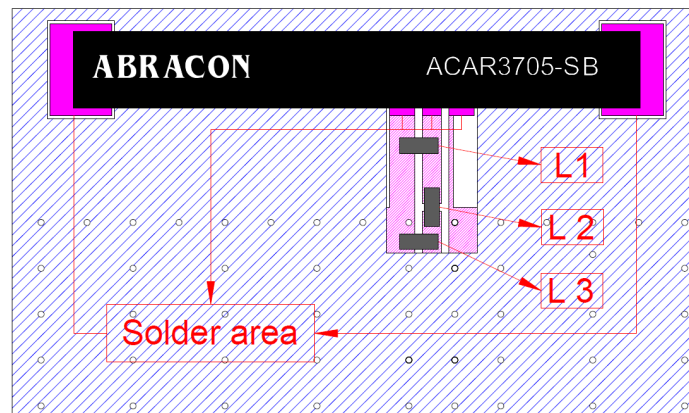 ABRACON
ACAR3705-SB
L1
L 2
L 3
Solder area